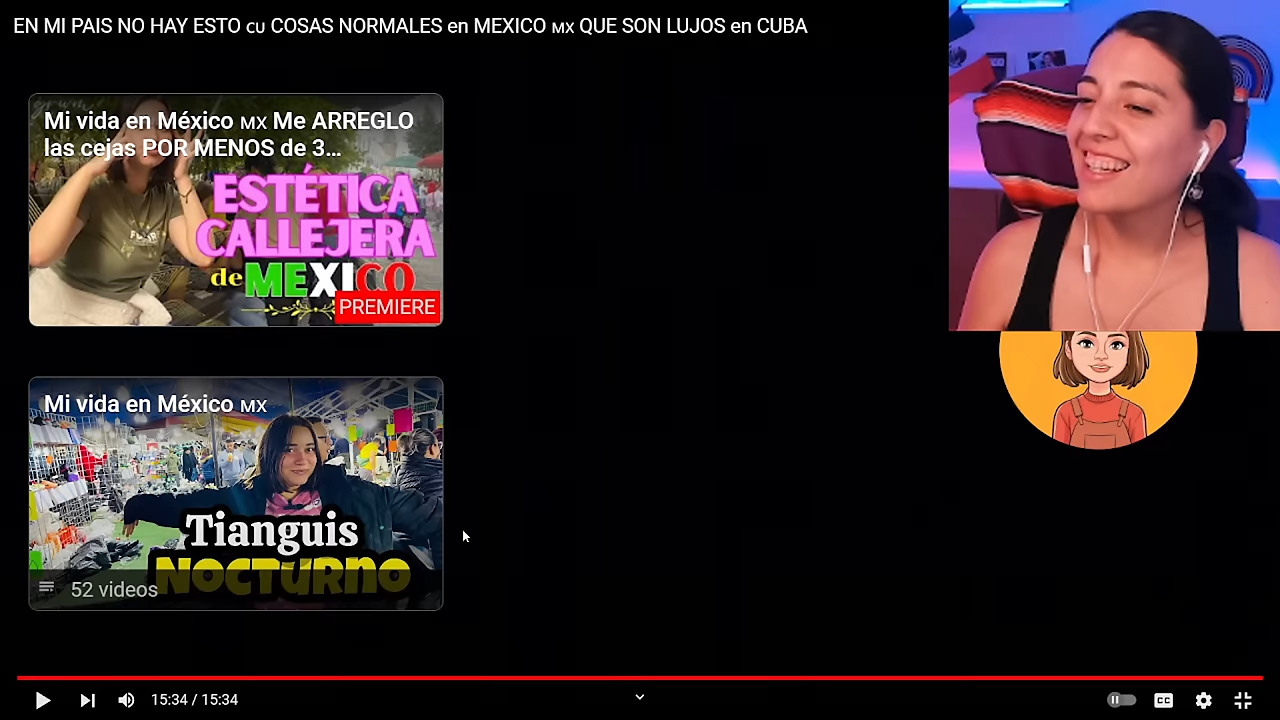 EN MI PAIS NO HAY ESTO CU COSAS NORMALES en MEXICO MX QUE SON LUJOS en CUBA
Mi vida en México MX Me ARREGLO
las cejas POR MENOS de 3...
ESTÉTICA
CALLEJERA
de MEXICO
PREMIERE
Mi vida en México MX
Tianguis
NOCTURNO
52 videos
15:34 / 15:34
CC